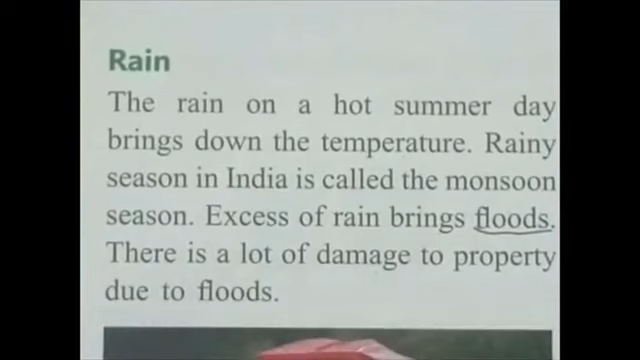 Rain
The rain on a hot summer day
brings down the temperature. Rainy
season in India is called the monsoon
season. Excess of rain brings floods.
There is a lot of damage to property
due to floods.